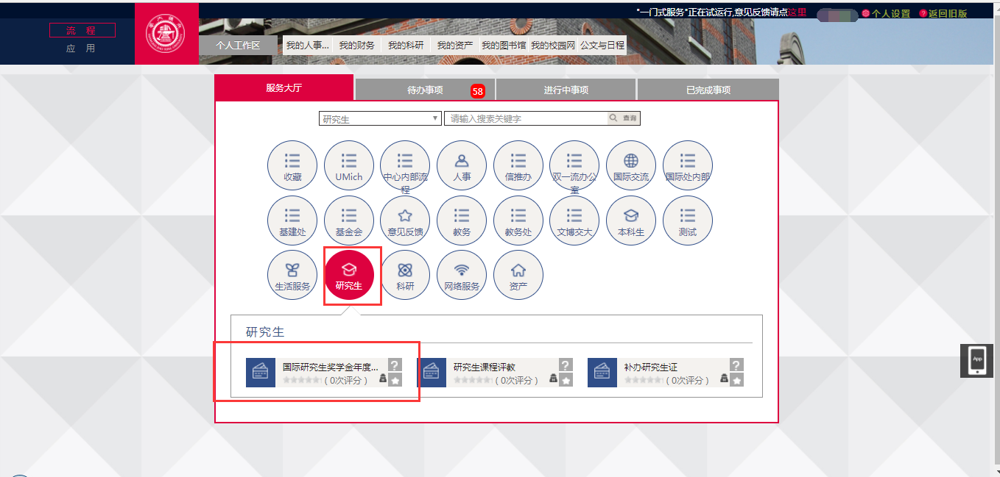 "一门式服务"正在试运行,意见反馈请点这里
个人设置
返回旧版
流 程
应 用
个人工作区
我的人事...
我的财务
我的科研
我的资产
我的图书馆
我的校园网
公文与日程
服务大厅
待办事项
58
进行中事项
已完成事项
研究生
请输入搜索关键字
查询
收藏
UMich
中心内部流
程
人事
信推办
双一流办公
室
国际交流
国际处内部
基建处
基金会
意见反馈
教务
教务处
文博交大
本科生
测试
生活服务
研究生
科研
网络服务
资产
研究生
国际研究生奖学金年度...
?
( 0次评分 )
研究生课程评教
?
( 0次评分 )
补办研究生证
?
( 0次评分 )
App